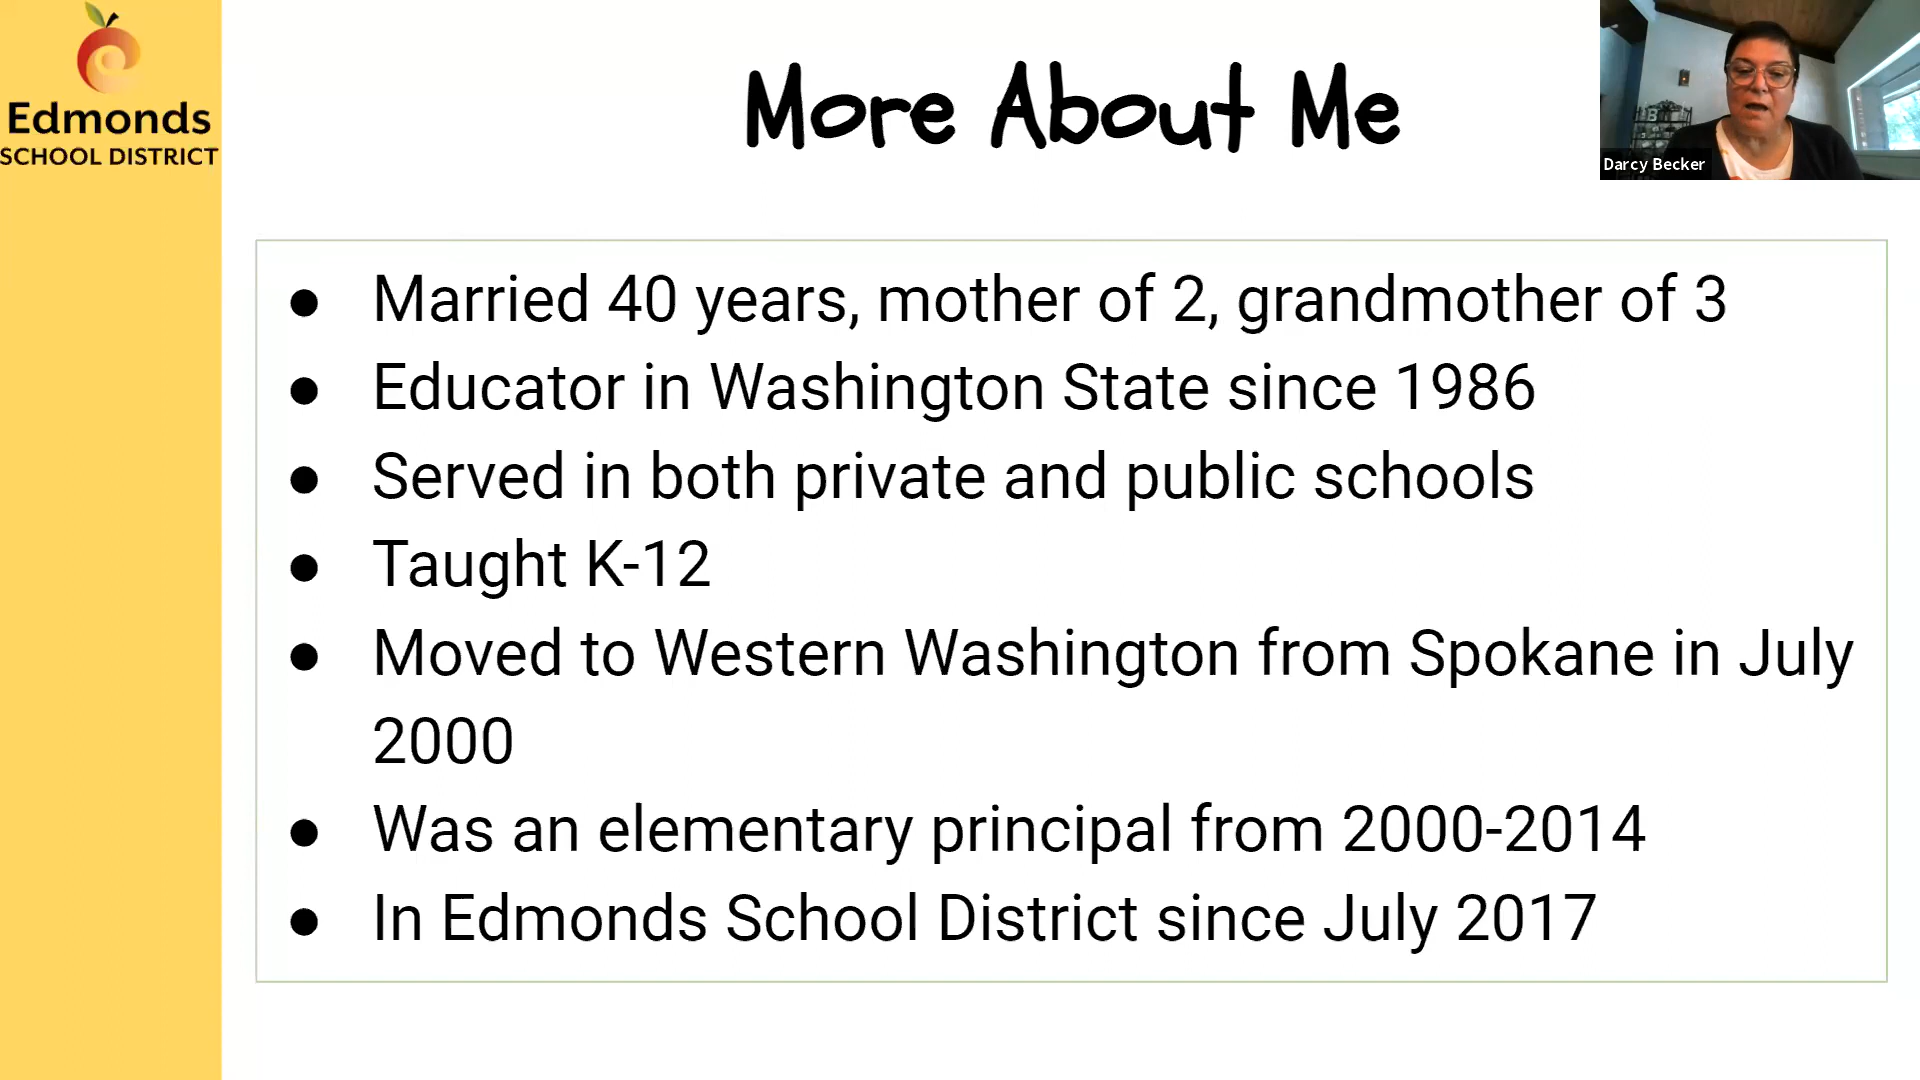 Edmonds
SCHOOL DISTRICT
More About Me
Darcy Becker
● Married 40 years, mother of 2, grandmother of 3
● Educator in Washington State since 1986
● Served in both private and public schools
● Taught K-12
● Moved to Western Washington from Spokane in July
2000
● Was an elementary principal from 2000-2014
● In Edmonds School District since July 2017